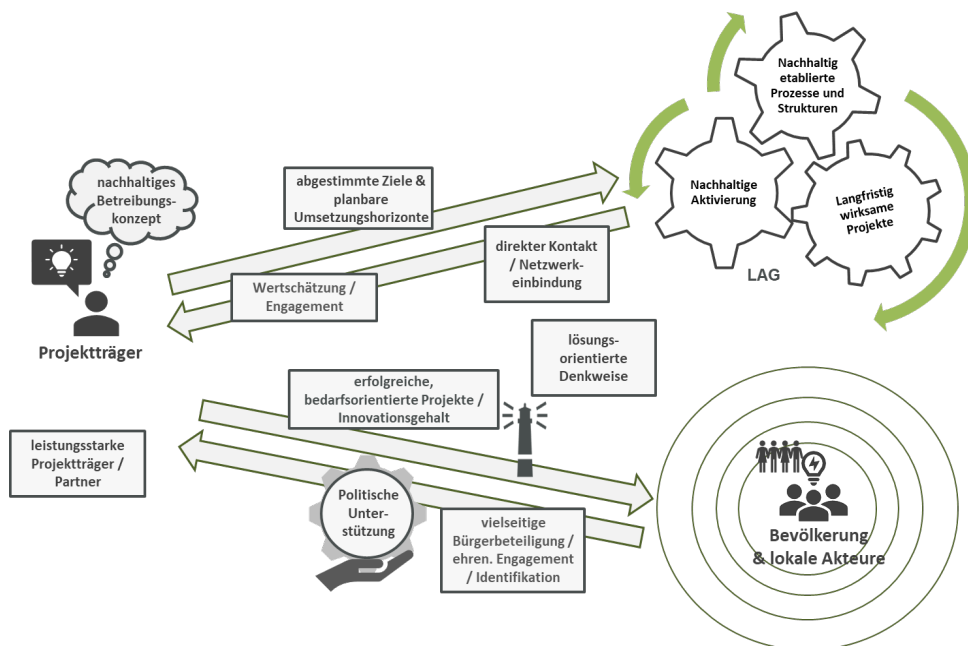 Nachhaltig
etablierte
Prozesse und
Strukturen
Nachhaltige
Aktivierung
Langfristig
wirksame
Projekte
LAG
nachhaltiges
Betreibungs-
konzept
Projektträger
abgestimmte Ziele &
planbare
Umsetzungshorizonte
direkter Kontakt
/ Netzwerk-
einbindung
Wertschätzung /
Engagement
lösungs-
orientierte
Denkweise
erfolgreiche,
bedarfsorientierte Projekte /
Innovationsgehalt
leistungsstarke
Projektträger /
Partner
Politische
Unter-
stützung
vielseitige
Bürgerbeteiligung /
ehren. Engagement
/ Identifikation
Bevölkerung
& lokale Akteure